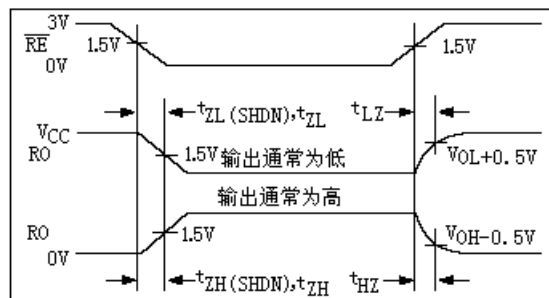 3V
RE
1.5V
1.5V
0V
tZL(SHDN),tZL
tLZ
VCC
RO
1.5V
输出通常为低
VOL+0.5V
输出通常为高
RO
1.5V
VOH-0.5V
0V
tZH(SHDN),tZH
tHZ